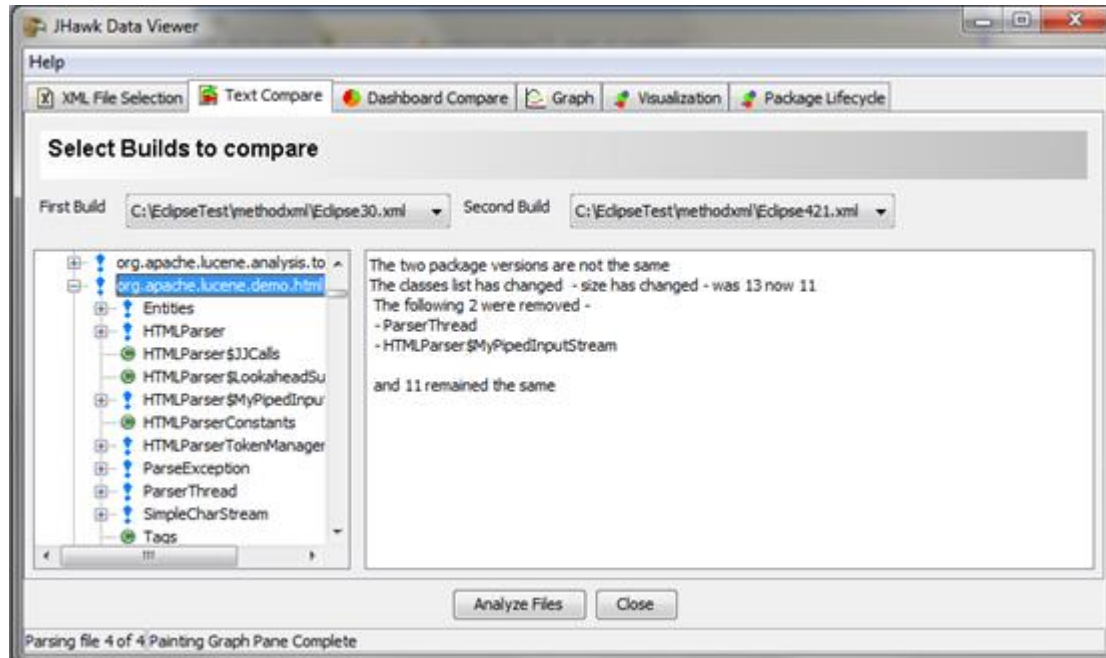 JHawk Data Viewer
Help
XML File Selection Text Compare Dashboard Compare Graph Visualization Package Lifecycle
Select Builds to compare
First Build C:\EclipseTest\methodxml\Eclipse30.xml Second Build C:\EclipseTest\methodxml\Eclipse421.xml
org.apache.lucene.analysis.to
org.apache.lucene.demo.html
Entities
HTMLParser
HTMLParser$JJCalls
HTMLParser$LookaheadSu
HTMLParser$MyPipedInpu
HTMLParserConstants
HTMLParserTokenManager
ParseException
ParserThread
SimpleCharStream
Tags
The two package versions are not the same
The classes list has changed - size has changed - was 13 now 11
The following 2 were removed -
- ParserThread
- HTMLParser$MyPipedInputStream
and 11 remained the same
Analyze Files Close
Parsing file 4 of 4 Painting Graph Pane Complete